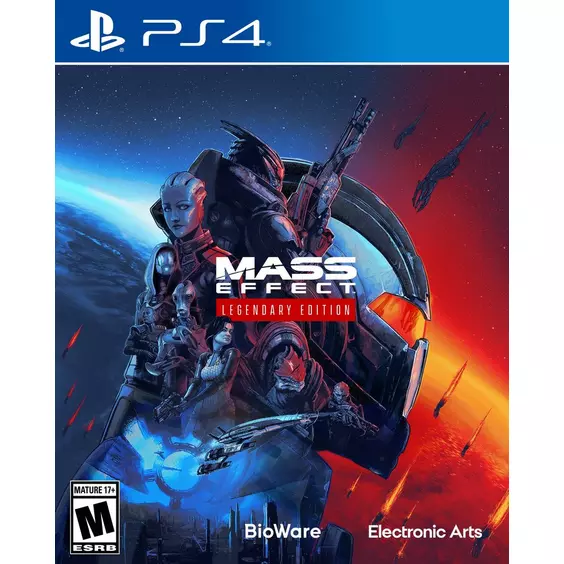 PS4
MASS
EFFECT
LEGENDARY EDITION
MATURE 17+
M
ESRB
BioWare
Electronic Arts